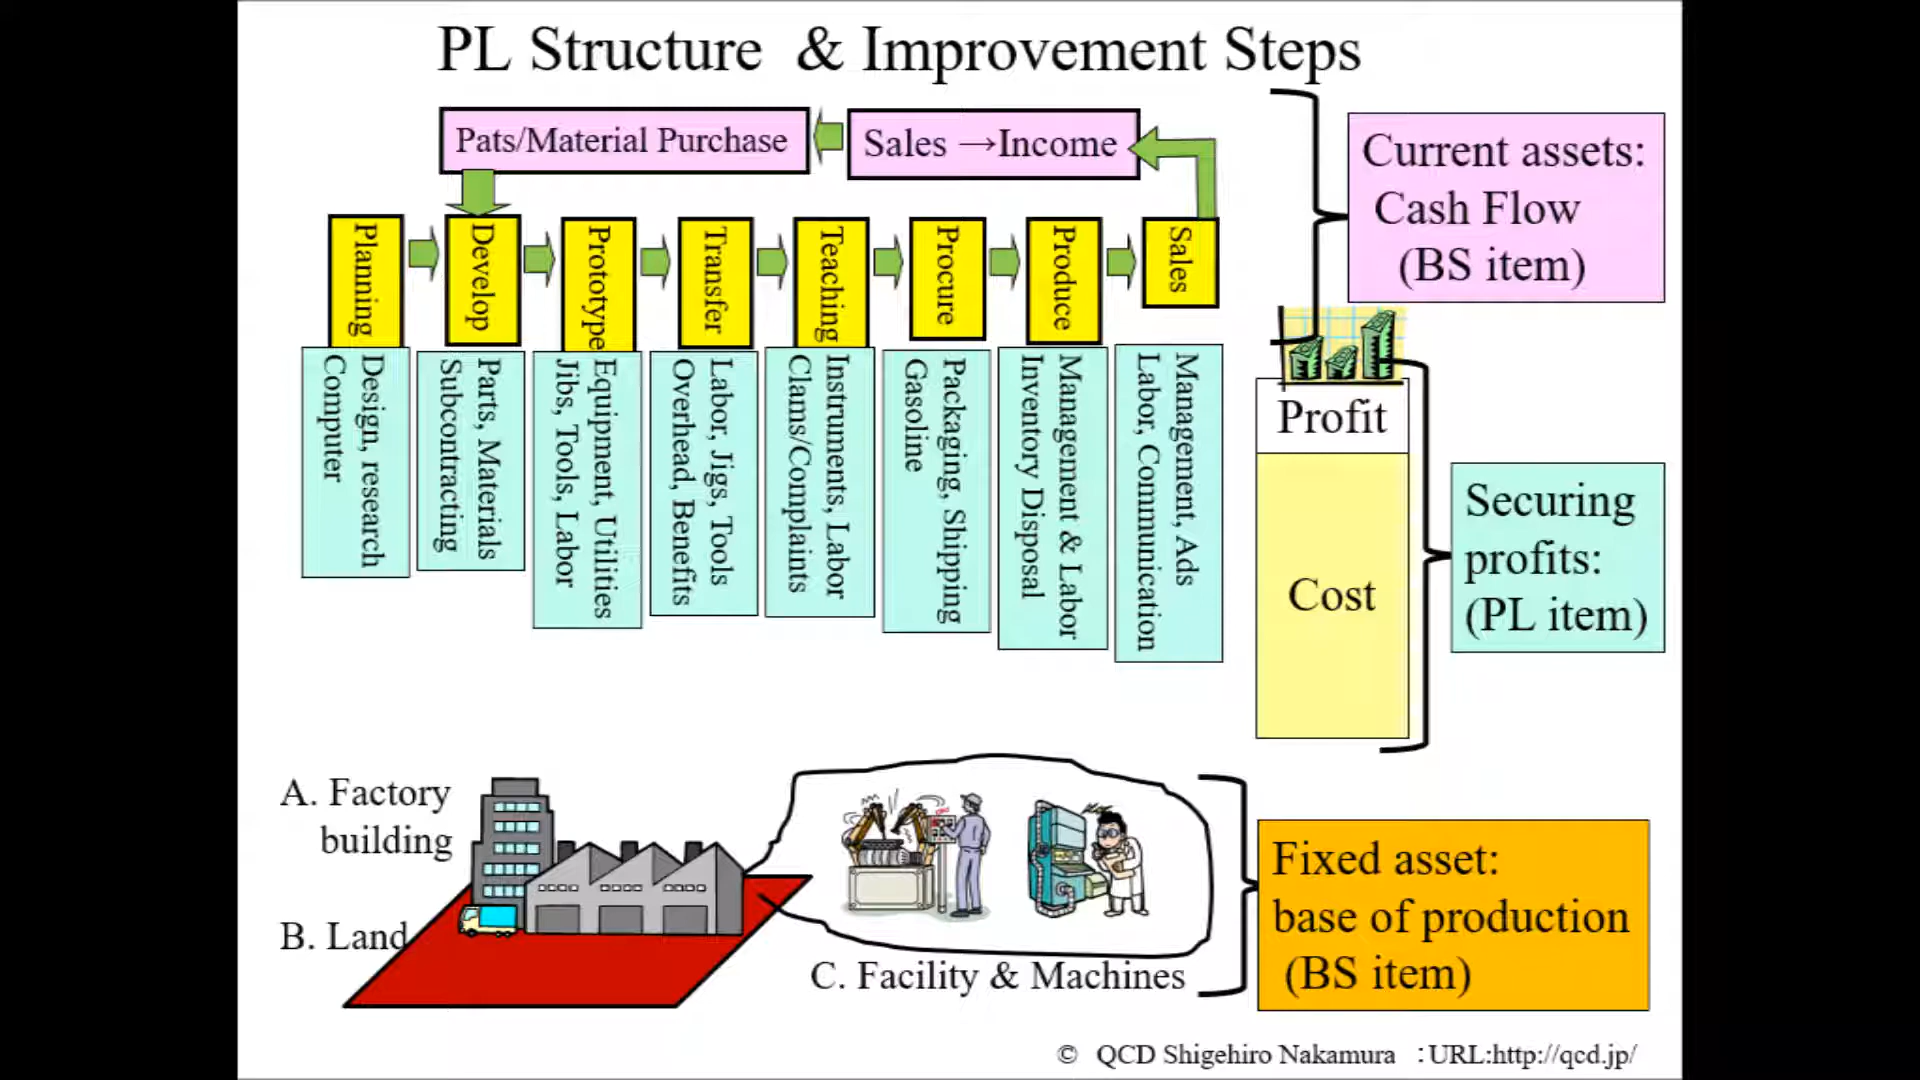 PL Structure & Improvement Steps
Pats/Material Purchase
Sales →Income
Planning
Develop
Prototype
Transfer
Teaching
Procure
Produce
Sales
Design, research
Computer
Parts, Materials
Subcontracting
Equipment, Utilities
Jibs, Tools, Labor
Labor, Jigs, Tools
Overhead, Benefits
Instruments, Labor
Clams/Complaints
Packaging, Shipping
Gasoline
Management & Labor
Inventory Disposal
Management, Ads
Labor, Communication
Current assets:
Cash Flow
(BS item)
Profit
Cost
Securing
profits:
(PL item)
A. Factory
building
B. Land
C. Facility & Machines
Fixed asset:
base of production
(BS item)
© QCD Shigehiro Nakamura :URL:http://qcd.jp/